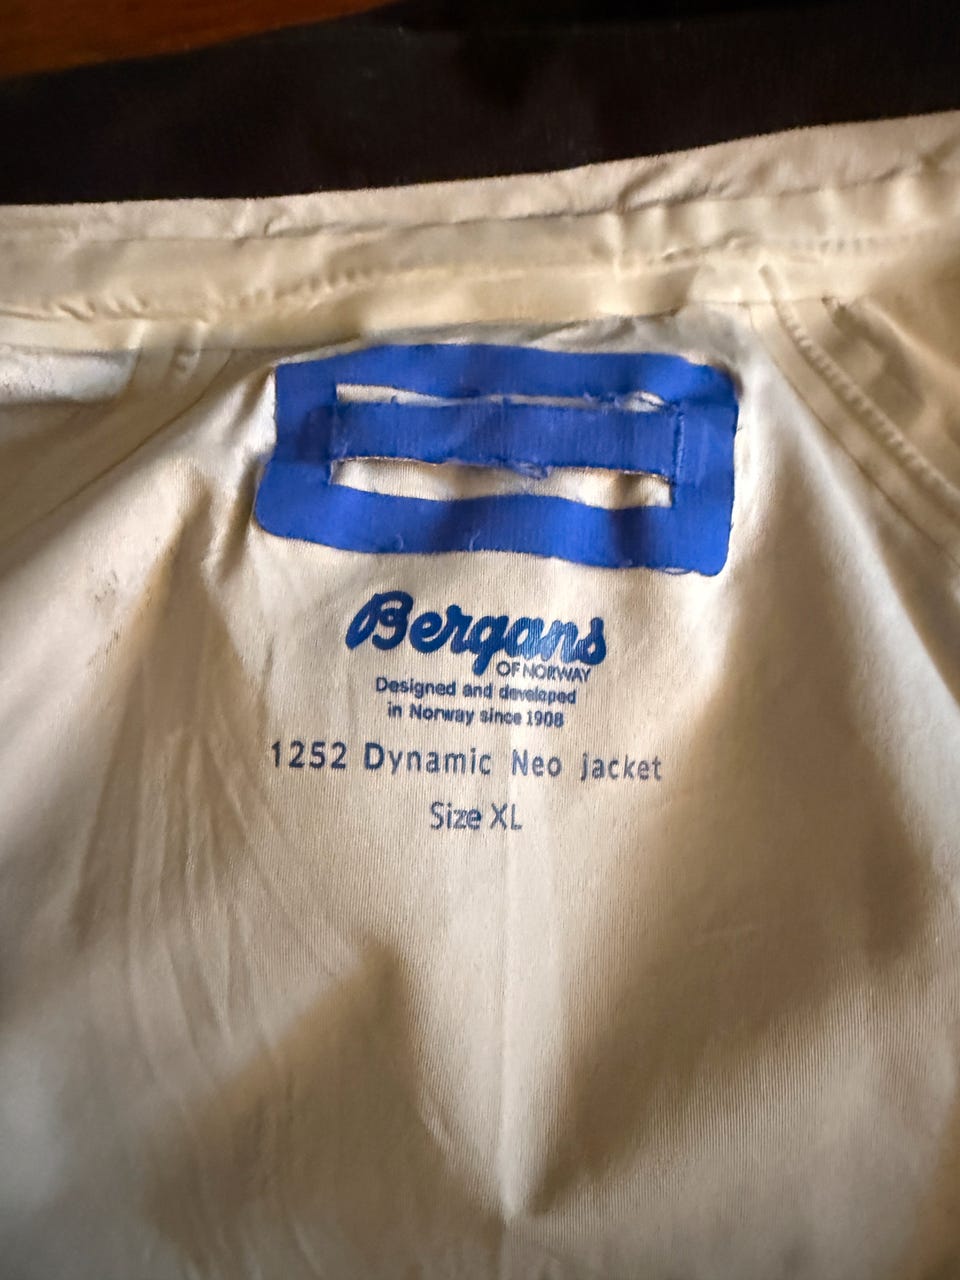 Bergans
OF NORWAY
Designed and developed
in Norway since 1908
1252 Dynamic Neo jacket
Size XL